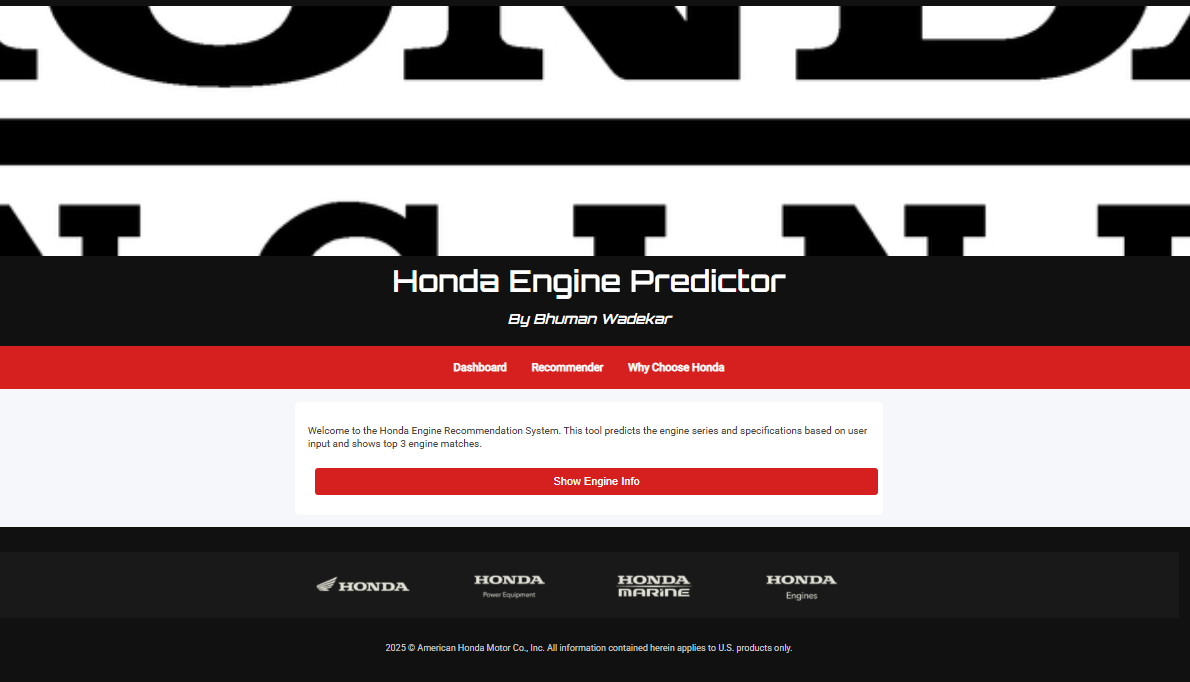 HONDA
ENGINE
Honda Engine Predictor
By Bhuman Wadekar
Dashboard Recommender Why Choose Honda
Welcome to the Honda Engine Recommendation System. This tool predicts the engine series and specifications based on user
input and shows top 3 engine matches.
Show Engine Info
HONDA HONDA HONDA HONDA
Power Equipment MARINE Engines
2025 © American Honda Motor Co., Inc. All information contained herein applies to U.S. products only.